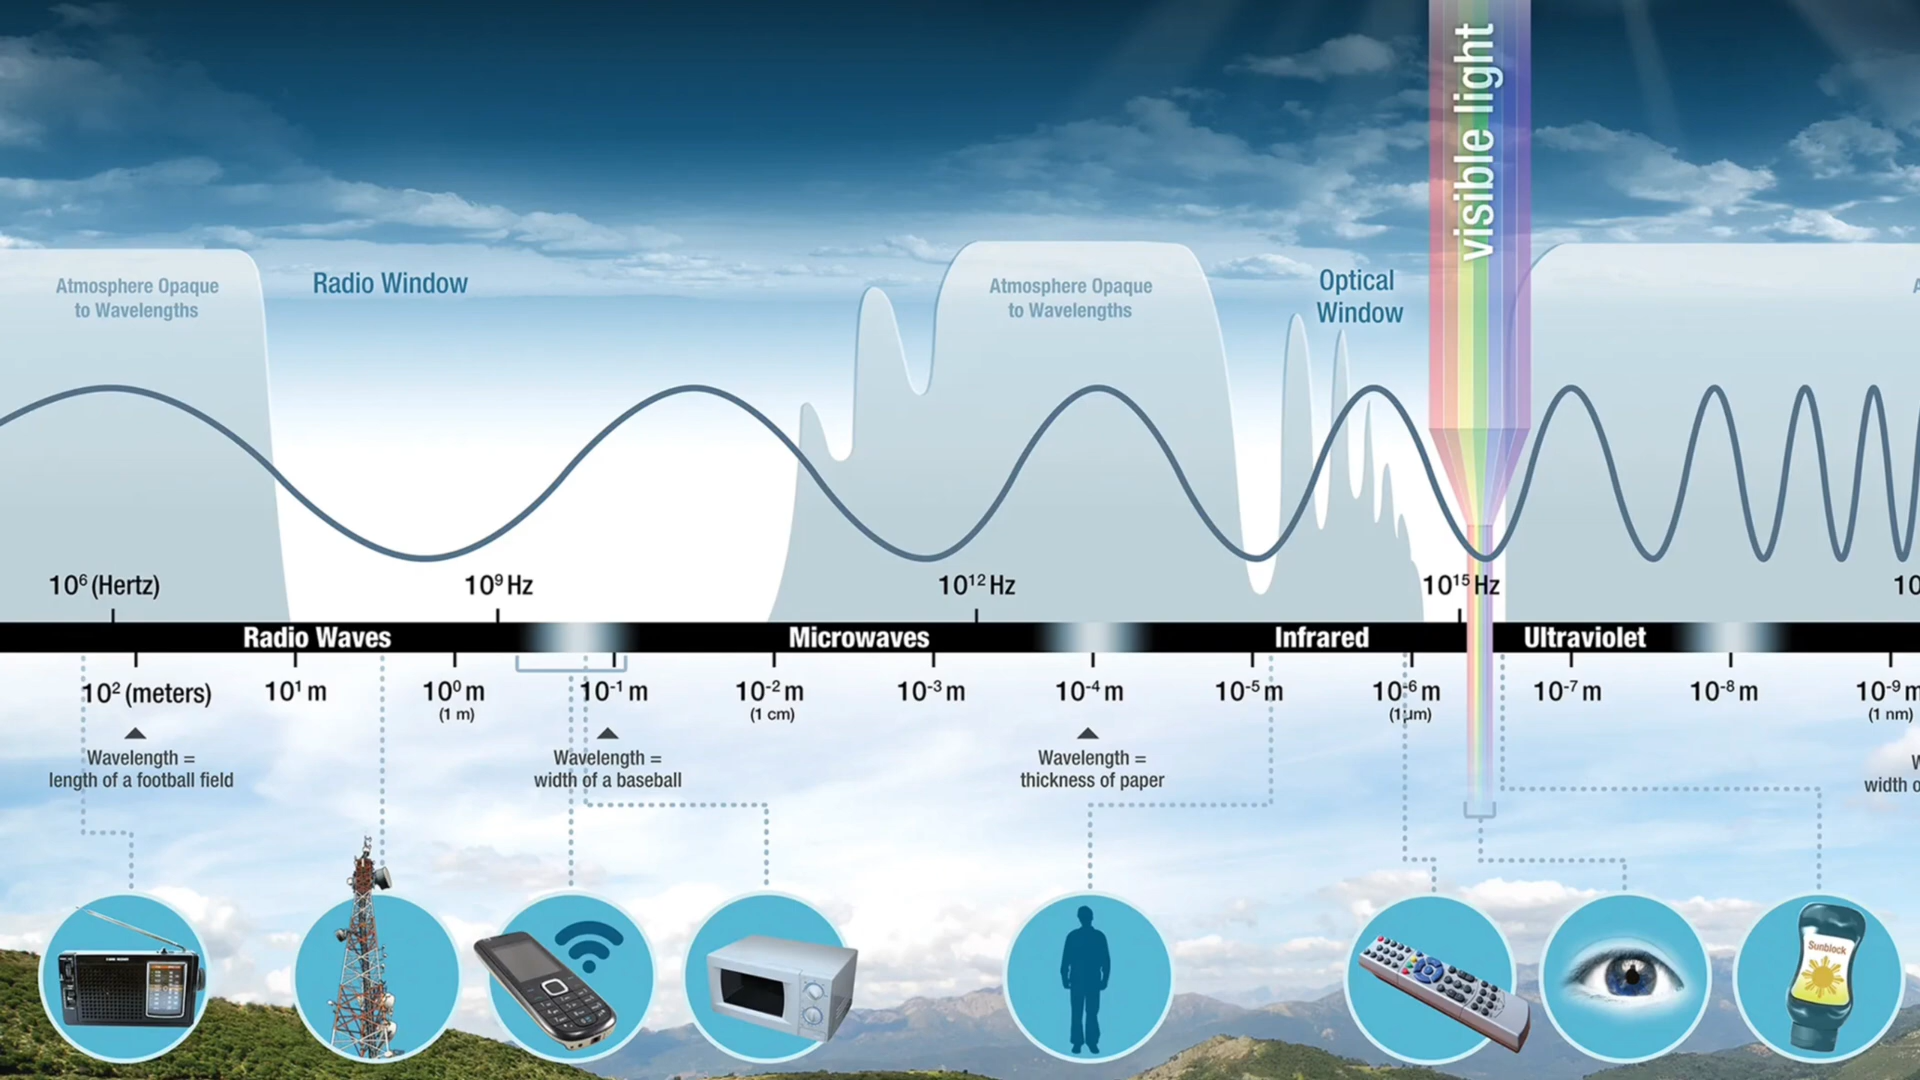 visible light
Atmosphere Opaque
to Wavelengths
Radio Window
Atmosphere Opaque
to Wavelengths
Optical
Window
10⁶ (Hertz)
10⁹ Hz
10¹² Hz
10¹⁵ Hz
Radio Waves
Microwaves
Infrared
Ultraviolet
10² (meters)
10¹ m
10⁰ m
(1 m)
10⁻¹ m
10⁻² m
(1 cm)
10⁻³ m
10⁻⁴ m
10⁻⁵ m
10⁻⁶ m
(1 µm)
10⁻⁷ m
10⁻⁸ m
10⁻⁹ m
(1 nm)
Wavelength =
length of a football field
Wavelength =
width of a baseball
Wavelength =
thickness of paper
width
Sunblock